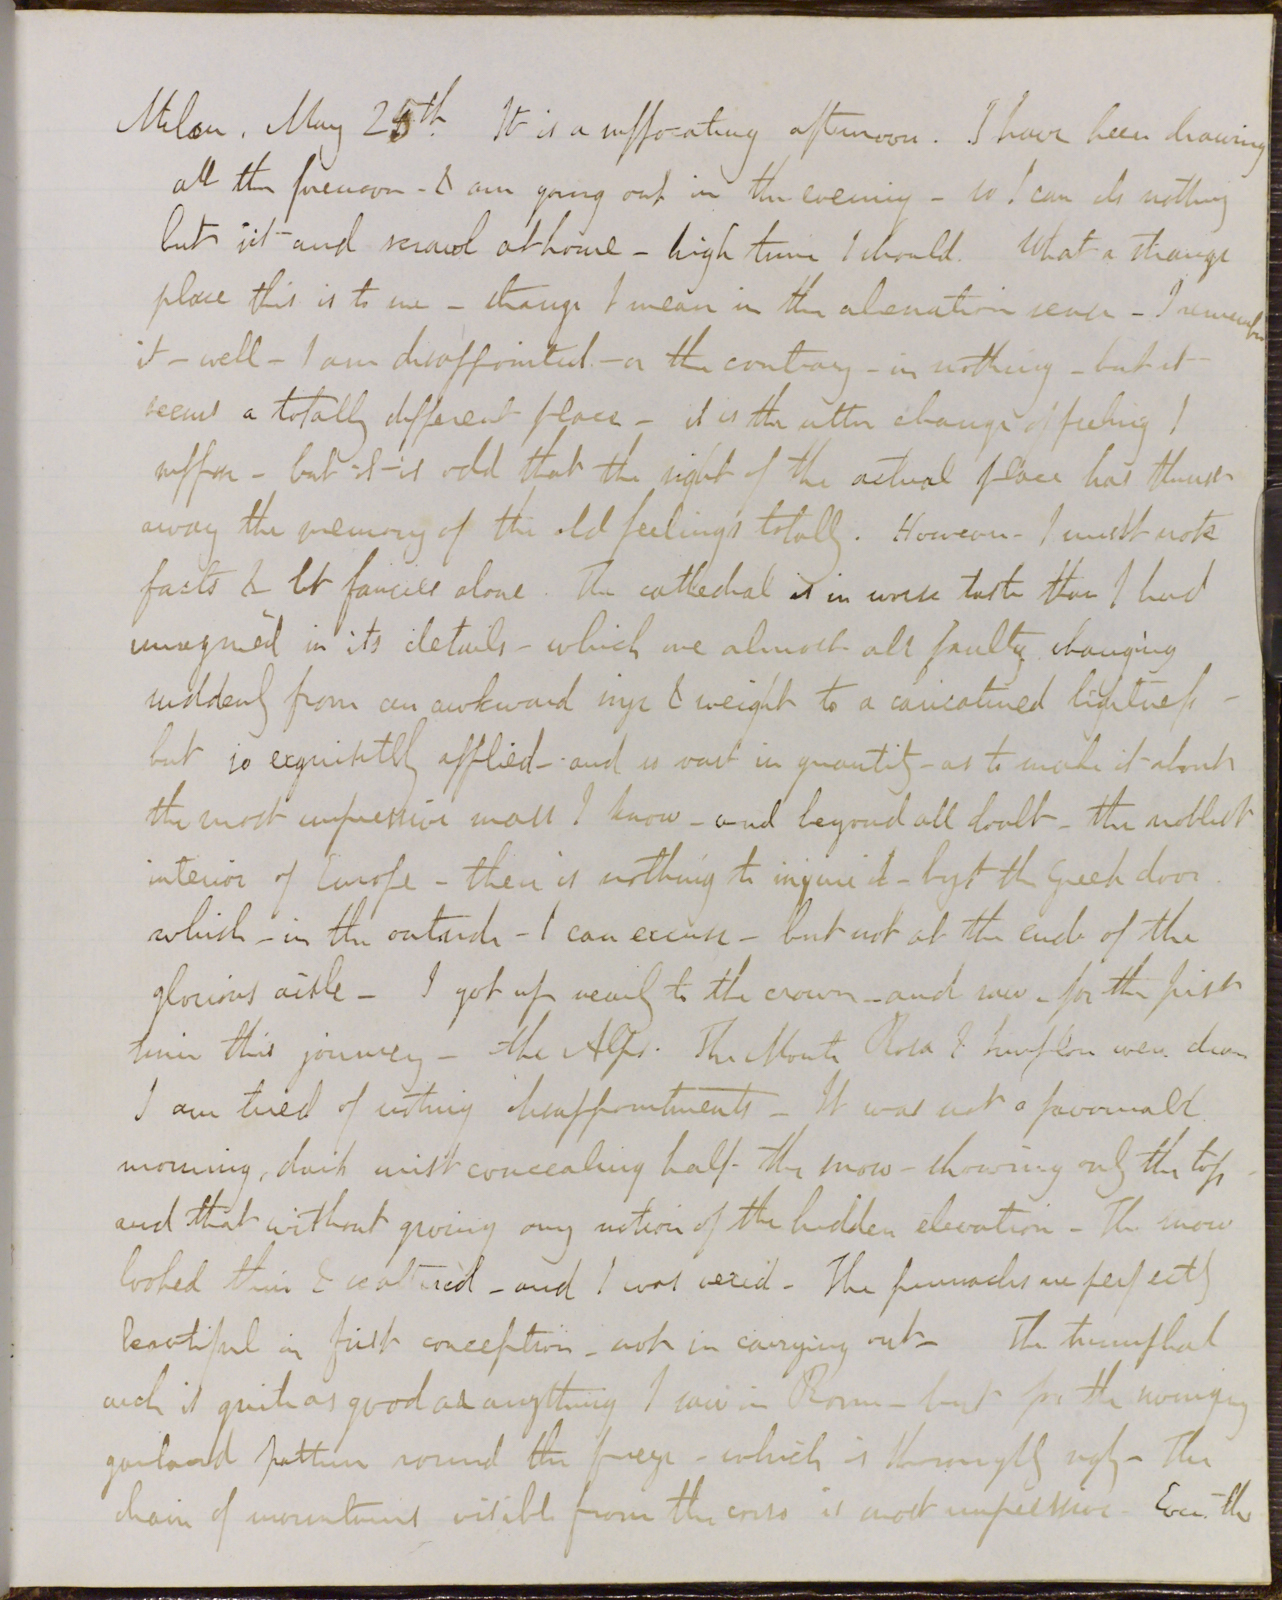 Milan. May 25th. It is a suffocating afternoon. I have been drawing
all the forenoon - & am going out in the evening - so I can do nothing
but sit and scrawl at home - high time I should. What a strange
place this is to me - strange I mean in the alienation sense - I remember
it - well - I am disappointed - or the contrary - in nothing - but it
seems a totally different place - it is the utter change of feeling I
suffer - but it is odd that the sight of the actual place has thrust
away the memory of the old feelings totally. However - I must note
facts & let fancies alone. The cathedral is in worse taste than I had
imagined in its details - which are almost all faulty changing
suddenly from an awkward size & weight to a caricatured lightness -
but so exquisitely applied - and so vast in quantity - as to make it about
the most impressive mass I know - and beyond all doubt - the noblest
interior of Europe - there is nothing to injure it - but the Greek door
which - in the outside - I can excuse - but not at the end of the
glorious aisle - I got up nearly to the crown - and saw - for the first
time this journey - the Alps. The Monte Rosa & Simplon were clear
I am tired of noting disappointments - It was not a favourable
morning, dark mist concealing half the snow - showing only the top -
and that without giving any notion of the hidden elevation - The snow
looked thin & scattered - and I was vexed - The pinnacles are perfectly
beautiful in first conception - not in carrying out - The triumphal
arch is quite as good as anything I saw in Rome - but for the swinging
garland pattern round the frieze - which is thoroughly ugly - The
chain of mountains visible from the corso is most impressive. Even the